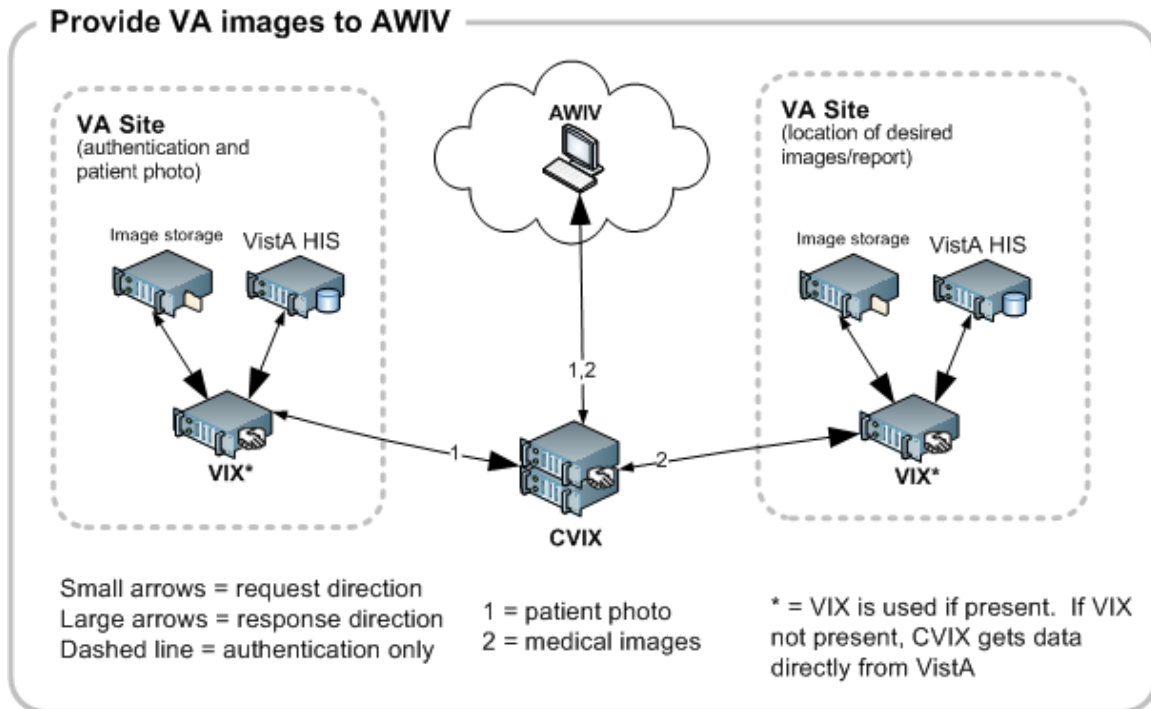 Provide VA images to AWIV
VA Site
(authentication and
patient photo)
Image storage
VistA HIS
VIX*
AWIV
1,2
1
2
CVIX
VA Site
(location of desired
images/report)
Image storage
VistA HIS
VIX*
Small arrows = request direction
Large arrows = response direction
Dashed line = authentication only
1 = patient photo
2 = medical images
* = VIX is used if present. If VIX
not present, CVIX gets data
directly from VistA